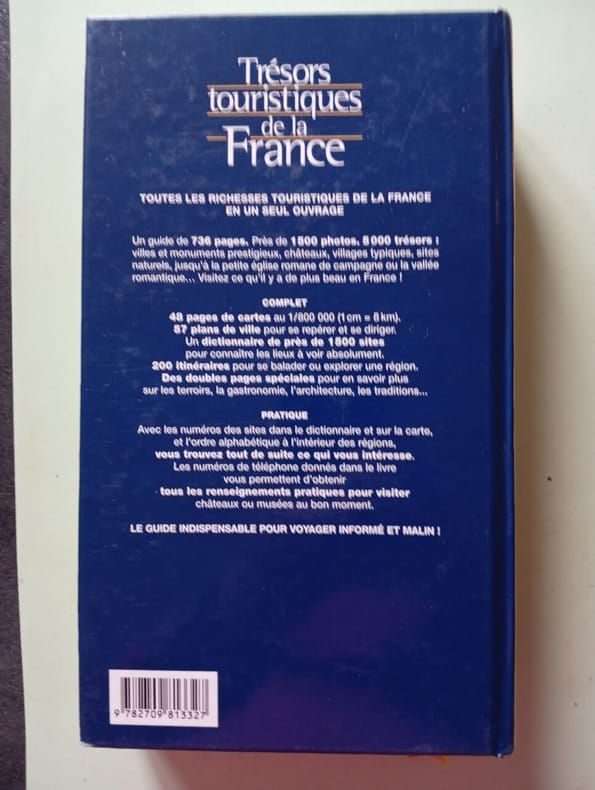 Trésors
touristiques
de la
France
TOUTES LES RICHESSES TOURISTIQUES DE LA FRANCE
EN UN SEUL OUVRAGE
Un guide de 736 pages. Près de 1500 photos. 5000 trésors :
villes et monuments prestigieux, châteaux, villages typiques, sites
naturels, jusqu'à la petite église romane de campagne ou la vallée
romantique... Visitez ce qu'il y a de plus beau en France !
COMPLET
48 pages de cartes au 1/800 000 (1 cm = 8 km).
57 plans de ville pour se repérer et se diriger.
Un dictionnaire de près de 1500 sites
pour connaître les lieux à voir absolument.
200 itinéraires pour se balader ou explorer une région.
Des doubles pages spéciales pour en savoir plus
sur les terroirs, la gastronomie, l'architecture, les traditions...
PRATIQUE
Avec les numéros des sites dans le dictionnaire et sur la carte,
et l'ordre alphabétique à l'intérieur des régions,
vous trouvez tout de suite ce qui vous intéresse.
Les numéros de téléphone donnés dans le livre
vous permettent d'obtenir
tous les renseignements pratiques pour visiter
châteaux ou musées au bon moment.
LE GUIDE INDISPENSABLE POUR VOYAGER INFORMÉ ET MALIN !
9 782709 813327